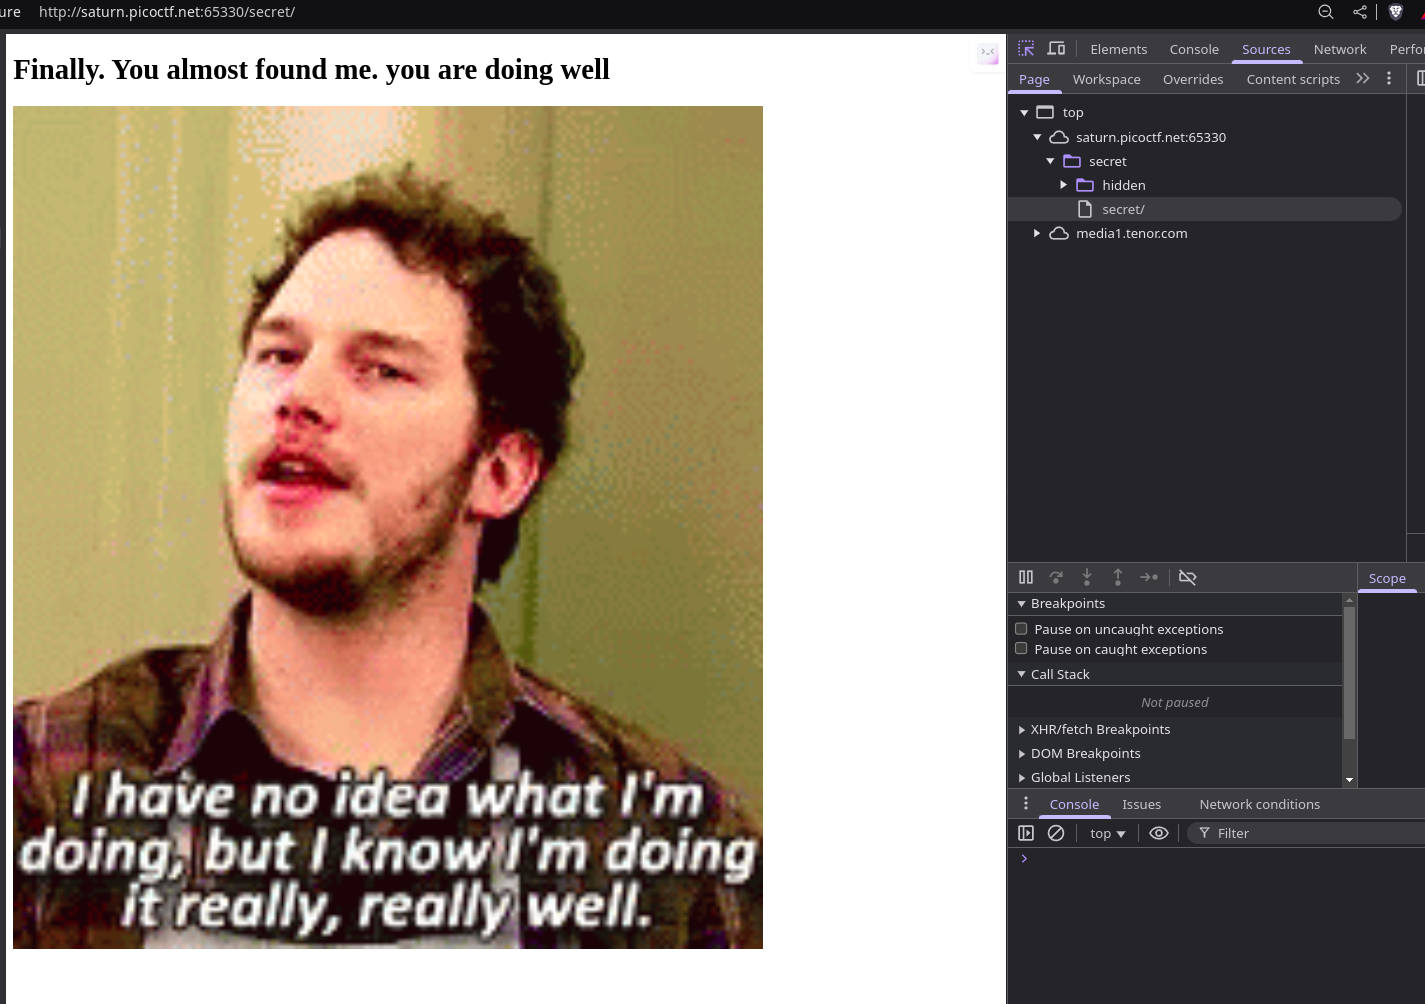 ure http://saturn.picoctf.net:65330/secret/
Finally. You almost found me. you are doing well
I have no idea what I'm
doing, but I know I'm doing
it really, really well.
Elements Console Sources Network Perfor
Page Workspace Overrides Content scripts
top
saturn.picoctf.net:65330
secret
hidden
secret/
media1.tenor.com
Scope
Breakpoints
Pause on uncaught exceptions
Pause on caught exceptions
Call Stack
Not paused
XHR/fetch Breakpoints
DOM Breakpoints
Global Listeners
Console Issues Network conditions
top Filter